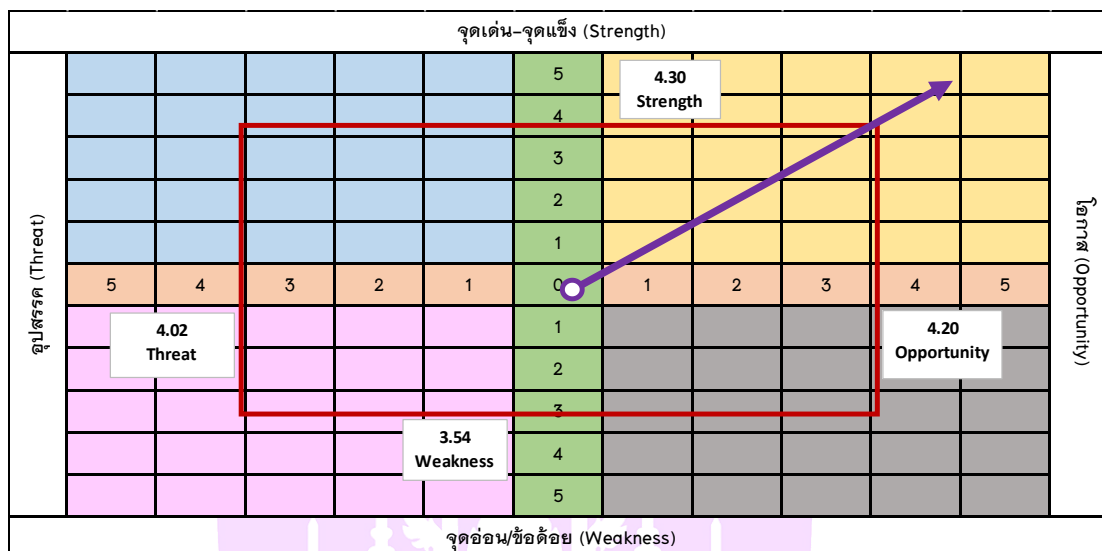 จุดเด่น-จุดแข็ง (Strength)
5
4.30
Strength
4
3
2
1
อุปสรรค (Threat)
5 4 3 2 1 0 1 2 3 4 5
โอกาส (Opportunity)
4.02
Threat
1
4.20
Opportunity
2
3
3.54
Weakness
4
5
จุดอ่อน/ข้อด้อย (Weakness)